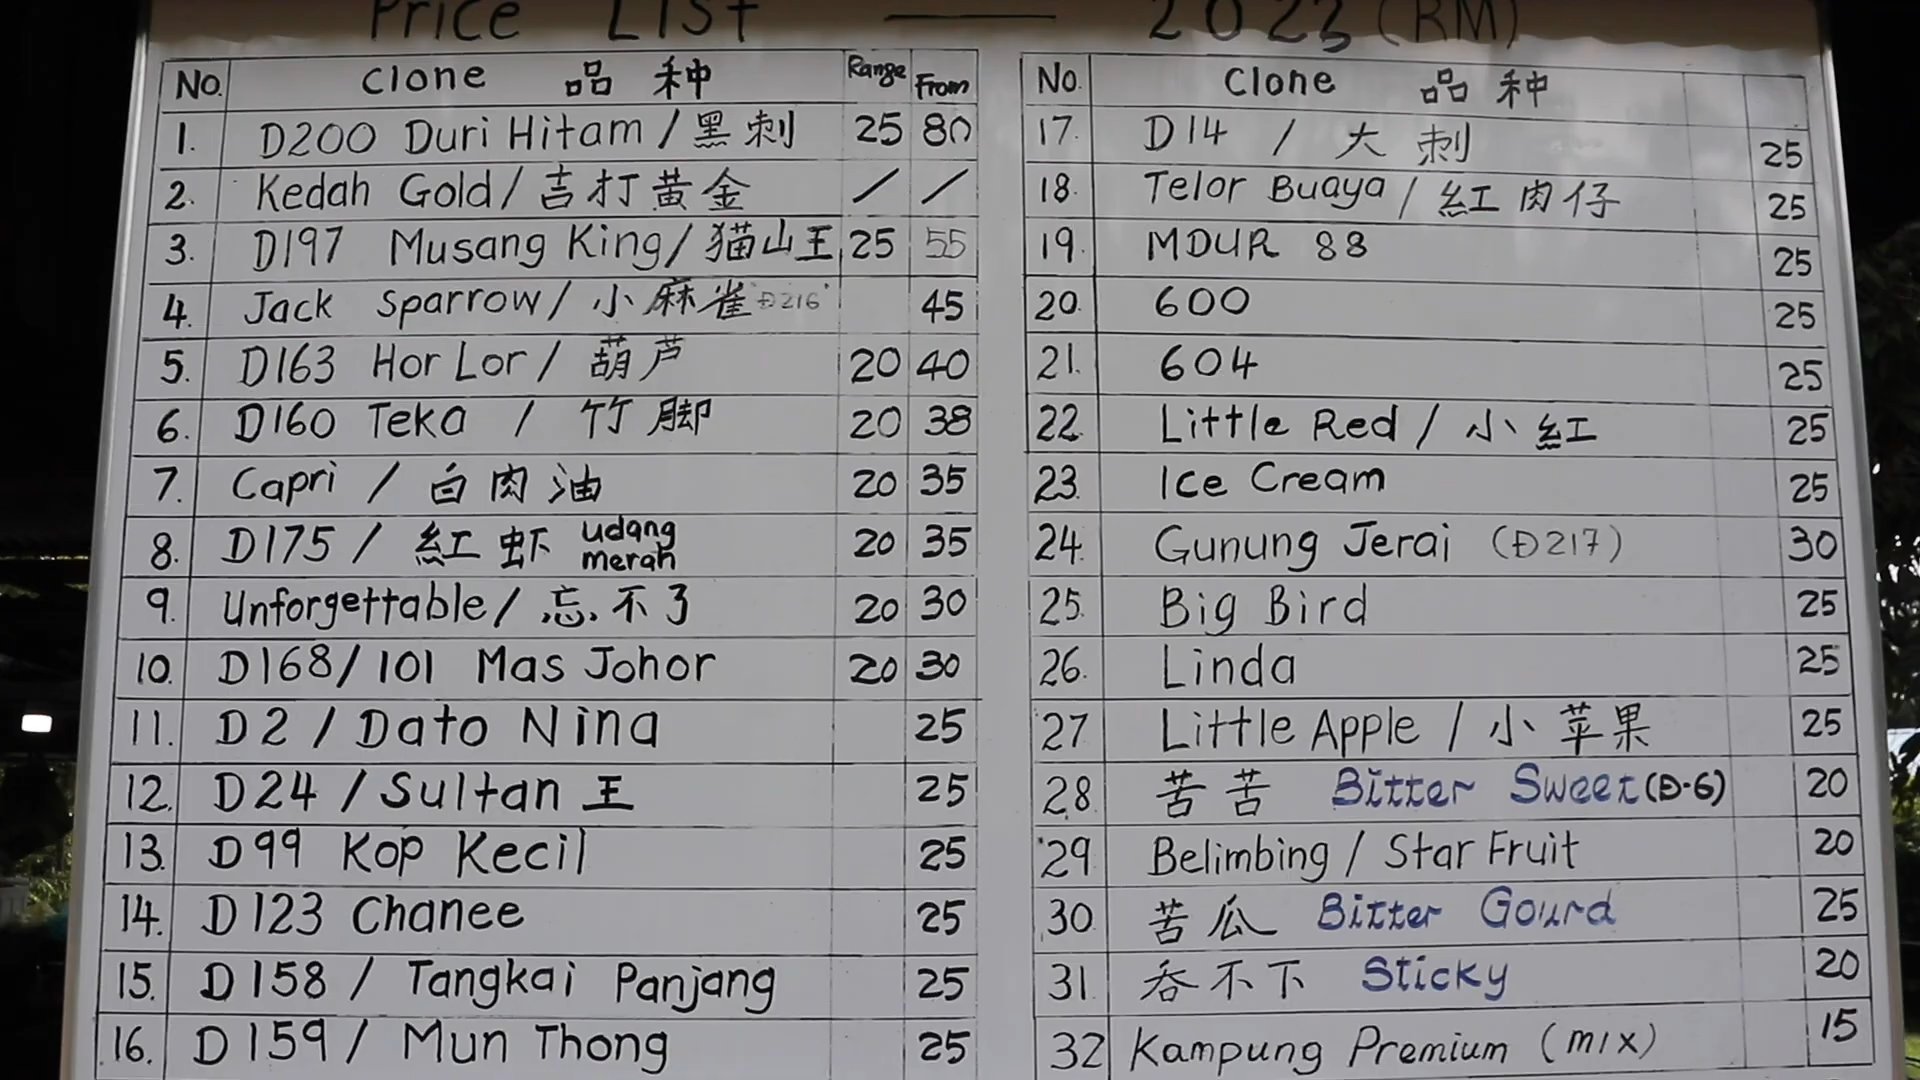 Price List —— 2023 (RM)
No. Clone 品种 Range From
1. D200 Duri Hitam / 黑刺 25 80
2. Kedah Gold / 吉打黄金 / /
3. D197 Musang King / 猫山王 25 55
4. Jack Sparrow / 小麻雀 "D216" 45
5. D163 Hor Lor / 葫芦 20 40
6. D160 Teka / 竹脚 20 38
7. Capri / 白肉油 20 35
8. D175 / 紅虾 udang merah 20 35
9. Unforgettable / 忘不了 20 30
10. D168/101 Mas Johor 20 30
11. D2 / Dato Nina 25
12. D24 / Sultan 王 25
13. D99 Kop Kecil 25
14. D123 Chanee 25
15. D158 / Tangkai Panjang 25
16. D159 / Mun Thong 25
No. Clone 品种
17. D14 / 大刺 25
18. Telor Buaya / 紅肉仔 25
19. MDUR 88 25
20. 600 25
21. 604 25
22. Little Red / 小紅 25
23. Ice Cream 25
24. Gunung Jerai (D217) 30
25. Big Bird 25
26. Linda 25
27 Little Apple / 小苹果 25
28. 苦苦 Bitter Sweet (D-6) 20
29 Belimbing / Star Fruit 20
30 苦瓜 Bitter Gourd 25
31 吞不下 Sticky 20
32 Kampung Premium (mix) 15